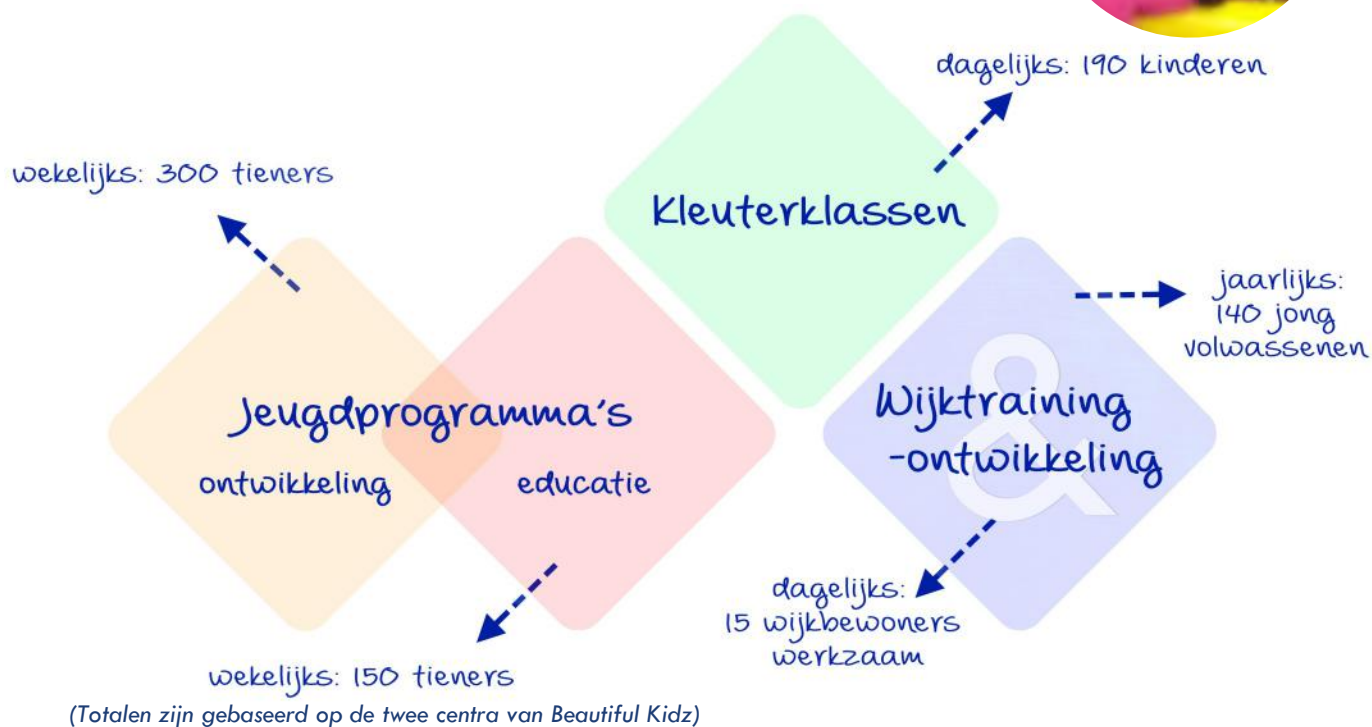 dagelijks: 190 kinderen
wekelijks: 300 tieners
Kleuterklassen
jaarlijks:
140 jong
volwassenen
Jeugdprogramma's
ontwikkeling
educatie
&
Wijktraining
-ontwikkeling
dagelijks:
15 wijkbewoners
werkzaam
wekelijks: 150 tieners
(Totalen zijn gebaseerd op de twee centra van Beautiful Kidz)